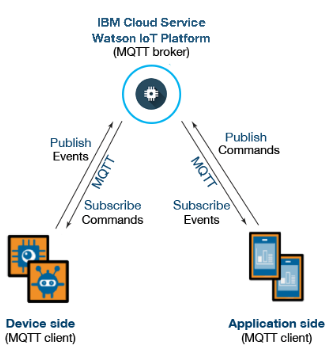 IBM Cloud Service
Watson IoT Platform
(MQTT broker)
Publish
Events
MQTT
Subscribe
Commands
Publish
Commands
MQTT
Subscribe
Events
Device side
(MQTT client)
Application side
(MQTT client)